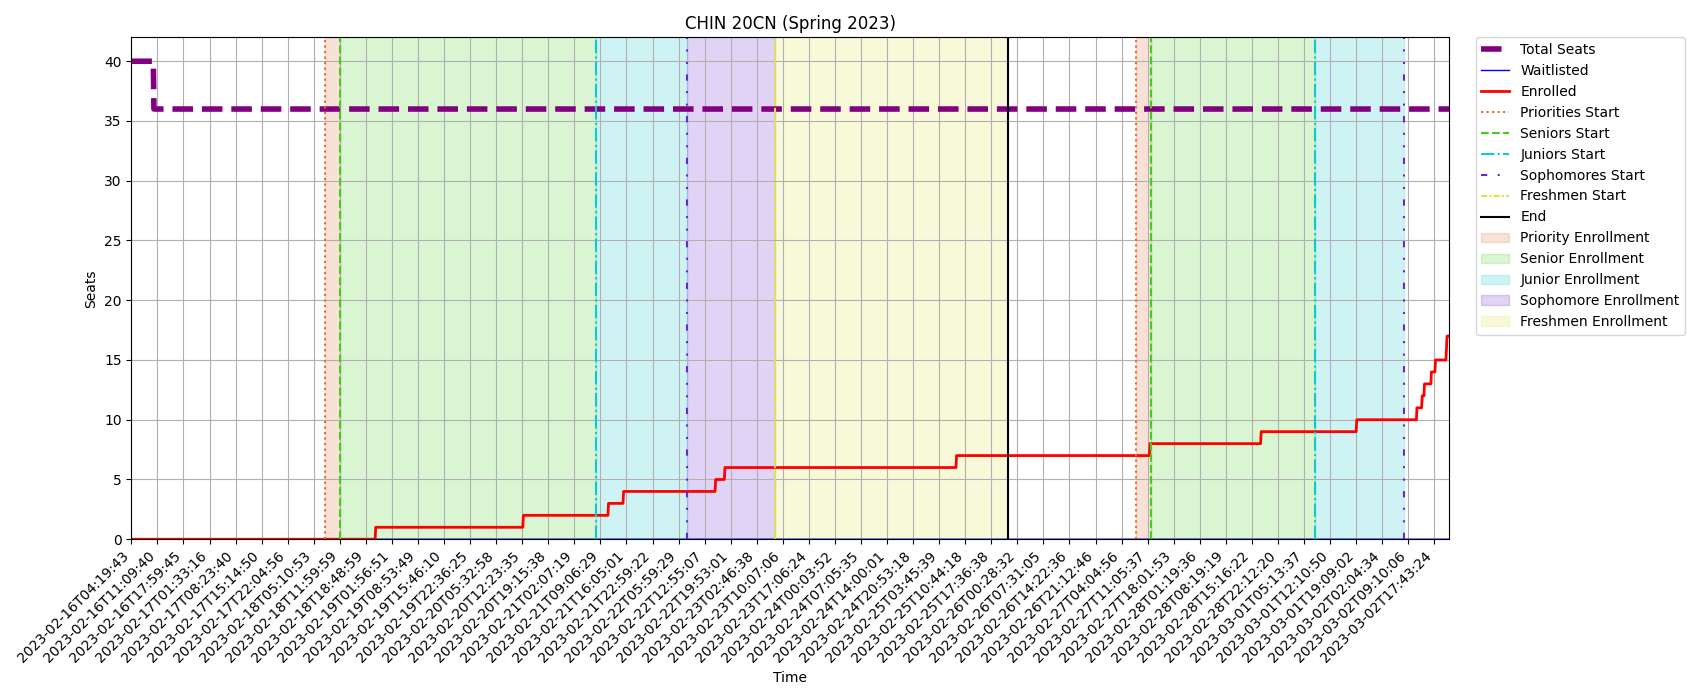 CHIN 20CN (Spring 2023)
Seats
40
35
30
25
20
15
10
5
0
2023-02-16T04:19:43
2023-02-16T11:09:40
2023-02-16T17:59:45
2023-02-17T01:33:16
2023-02-17T08:23:40
2023-02-17T15:14:50
2023-02-17T22:04:56
2023-02-18T05:10:53
2023-02-18T11:59:59
2023-02-18T18:48:59
2023-02-19T01:56:51
2023-02-19T08:53:49
2023-02-19T15:46:10
2023-02-19T22:36:25
2023-02-20T05:32:58
2023-02-20T12:23:35
2023-02-20T19:15:38
2023-02-21T02:07:19
2023-02-21T09:06:29
2023-02-21T16:05:01
2023-02-21T22:59:22
2023-02-22T05:59:29
2023-02-22T12:55:07
2023-02-22T19:53:01
2023-02-23T02:46:38
2023-02-23T10:07:06
2023-02-23T17:06:24
2023-02-24T00:03:52
2023-02-24T07:05:35
2023-02-24T14:00:01
2023-02-24T20:53:18
2023-02-25T03:45:39
2023-02-25T10:44:18
2023-02-25T17:36:38
2023-02-26T00:28:32
2023-02-26T07:31:05
2023-02-26T14:22:36
2023-02-26T21:12:46
2023-02-27T04:04:56
2023-02-27T11:05:37
2023-02-27T18:01:53
2023-02-28T01:19:36
2023-02-28T08:19:19
2023-02-28T15:16:22
2023-02-28T22:12:20
2023-03-01T05:13:37
2023-03-01T12:10:50
2023-03-01T19:09:02
2023-03-02T02:04:34
2023-03-02T09:10:06
2023-03-02T17:43:24
Time
Total Seats
Waitlisted
Enrolled
Priorities Start
Seniors Start
Juniors Start
Sophomores Start
Freshmen Start
End
Priority Enrollment
Senior Enrollment
Junior Enrollment
Sophomore Enrollment
Freshmen Enrollment